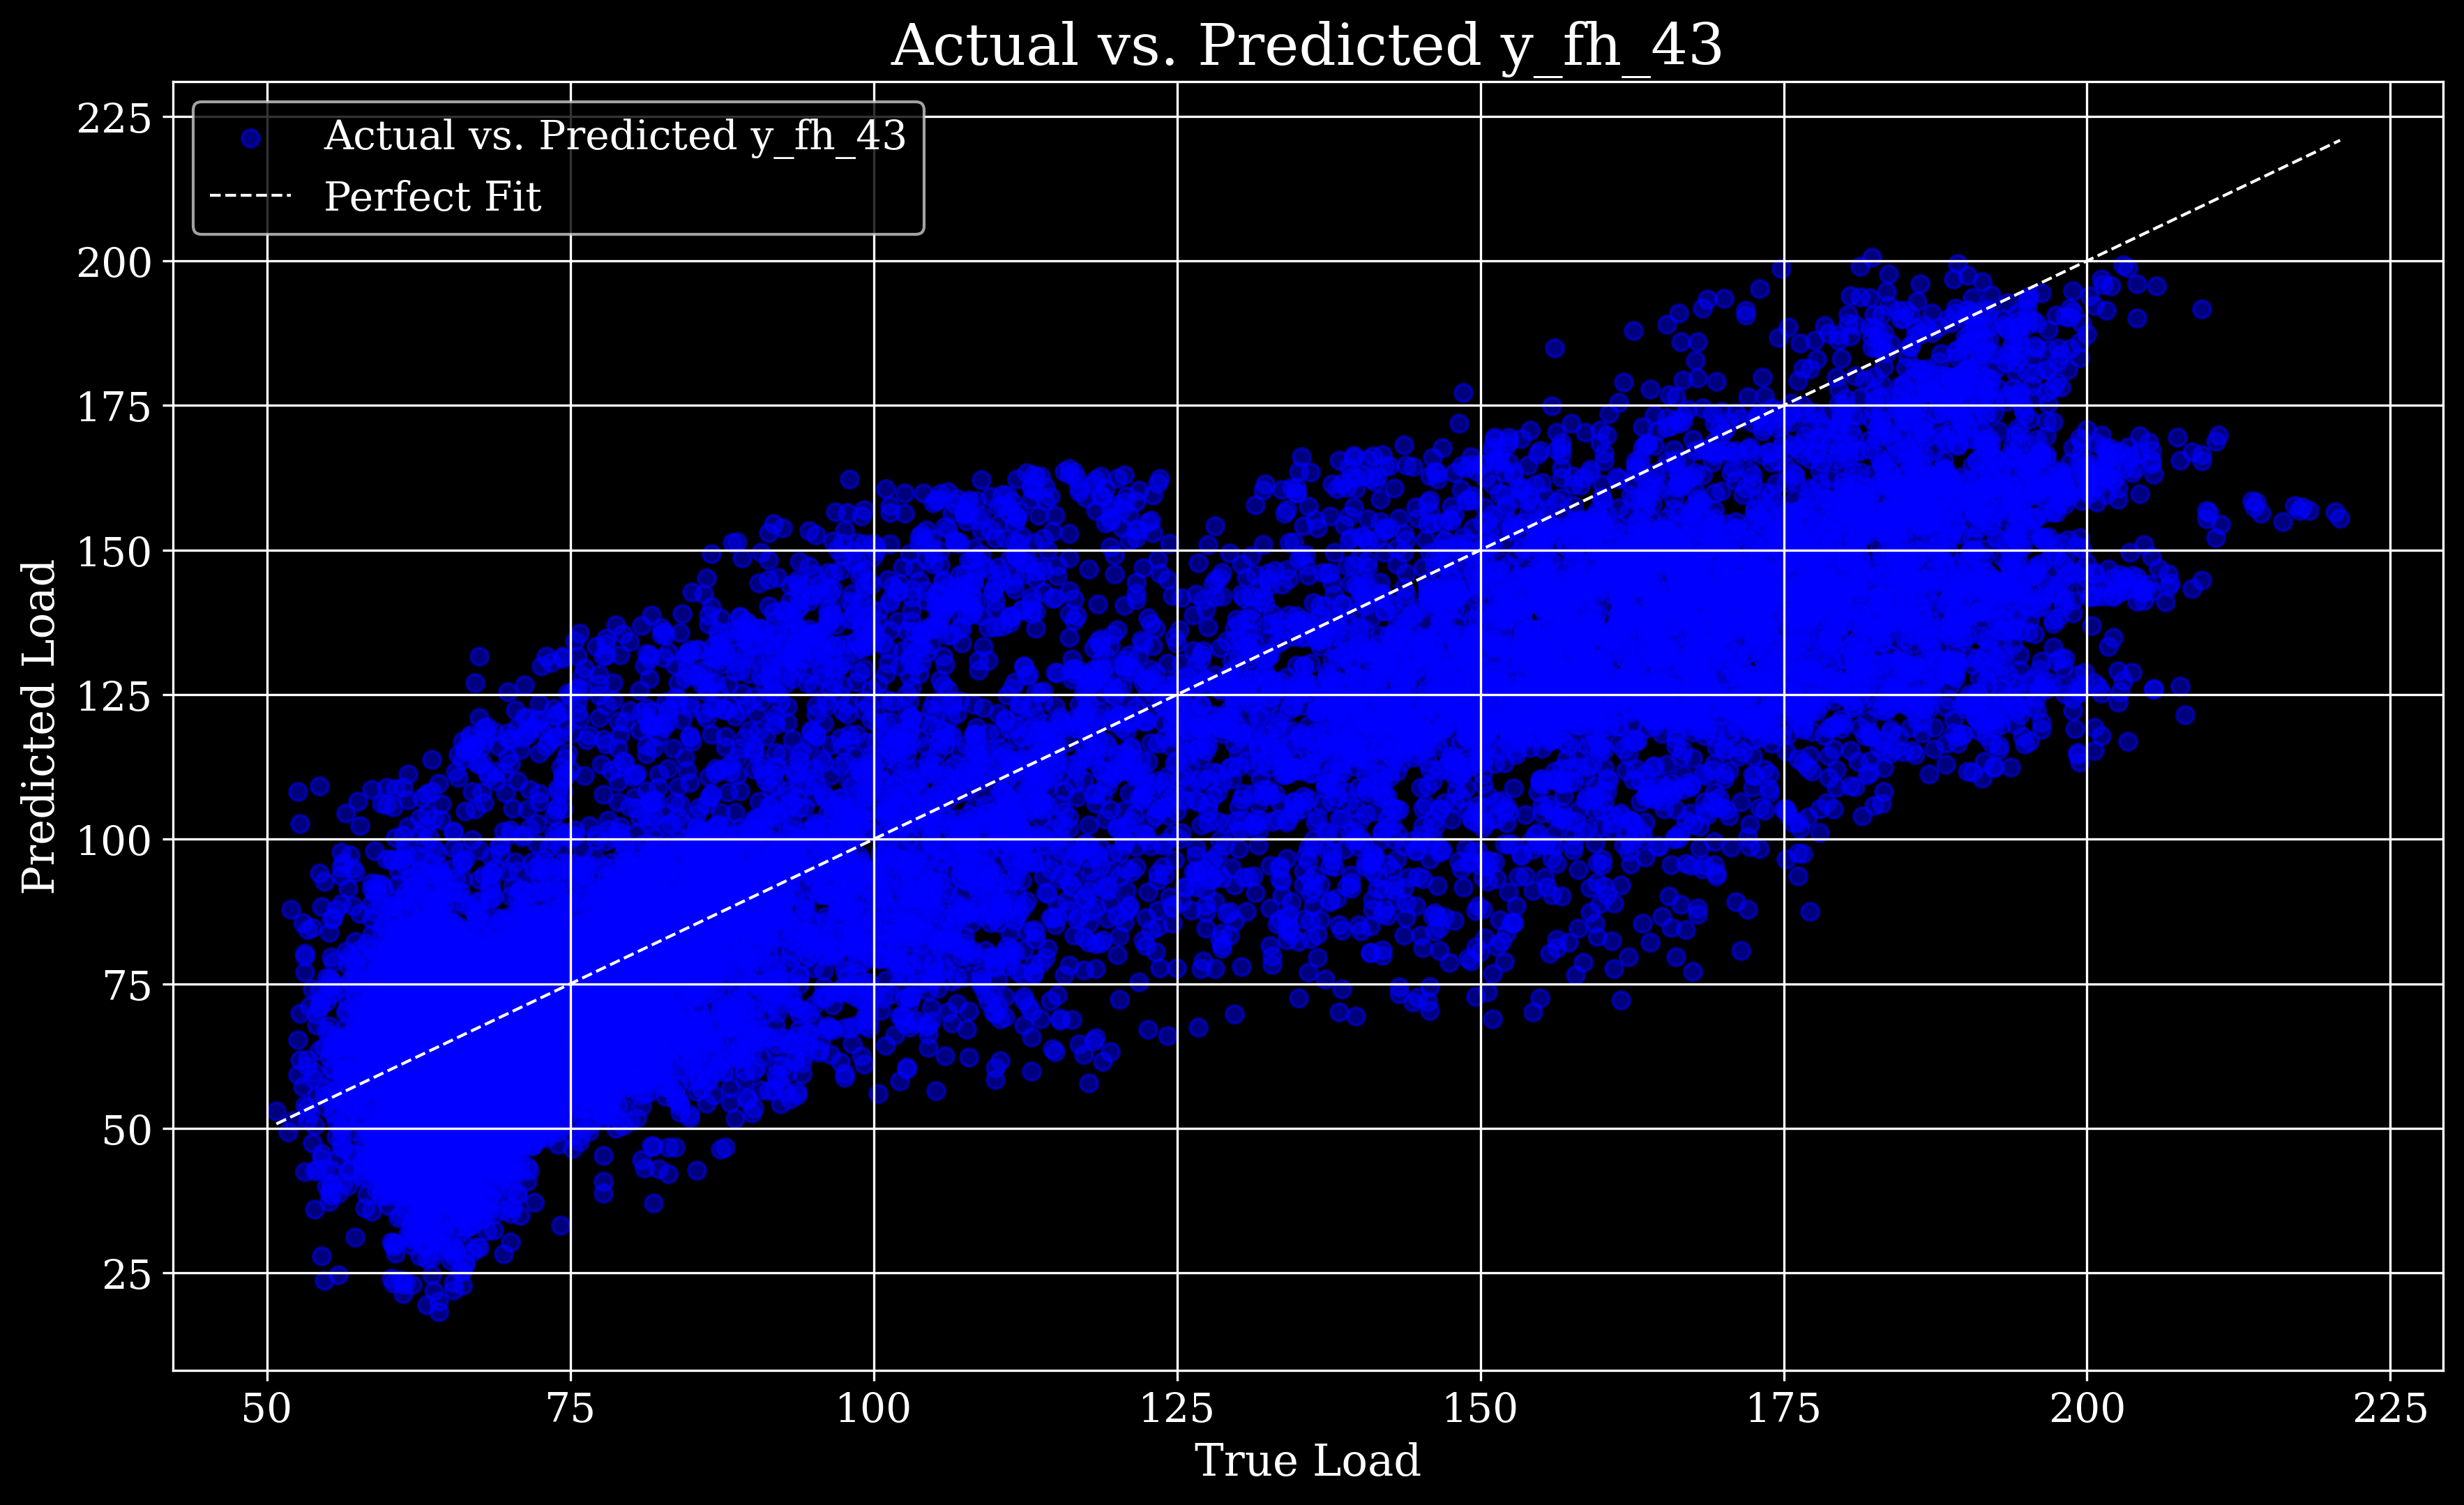 Actual vs. Predicted y_fh_43
Actual vs. Predicted y_fh_43
Perfect Fit
225
200
175
150
125
100
75
50
25
Predicted Load
50 75 100 125 150 175 200 225
True Load